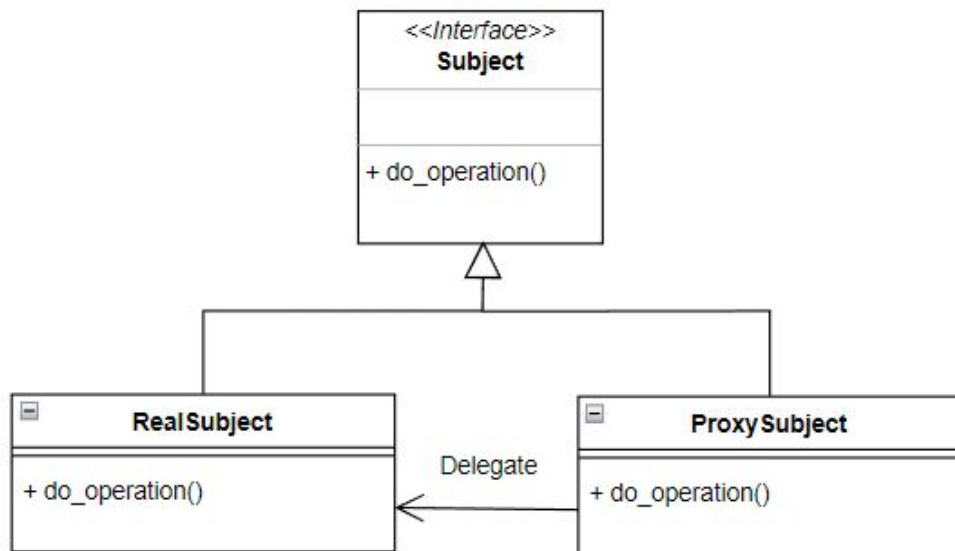 <<Interface>>
Subject
+ do_operation()
RealSubject
ProxySubject
Delegate
+ do_operation()
+ do_operation()